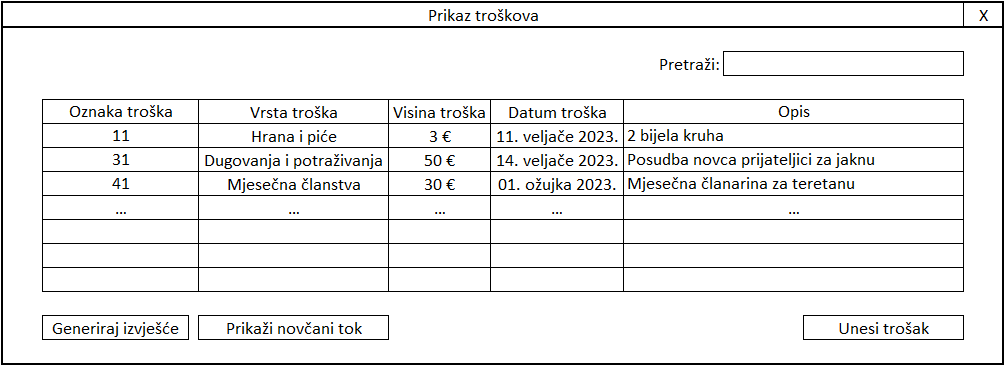 Prikaz troškova X
Pretraži:
Oznaka troška Vrsta troška Visina troška Datum troška Opis
11 Hrana i piće 3 € 11. veljače 2023. 2 bijela kruha
31 Dugovanja i potraživanja 50 € 14. veljače 2023. Posudba novca prijateljici za jaknu
41 Mjesečna članstva 30 € 01. ožujka 2023. Mjesečna članarina za teretanu
... ... ... ... ...
Generiraj izvješće Prikaži novčani tok Unesi trošak